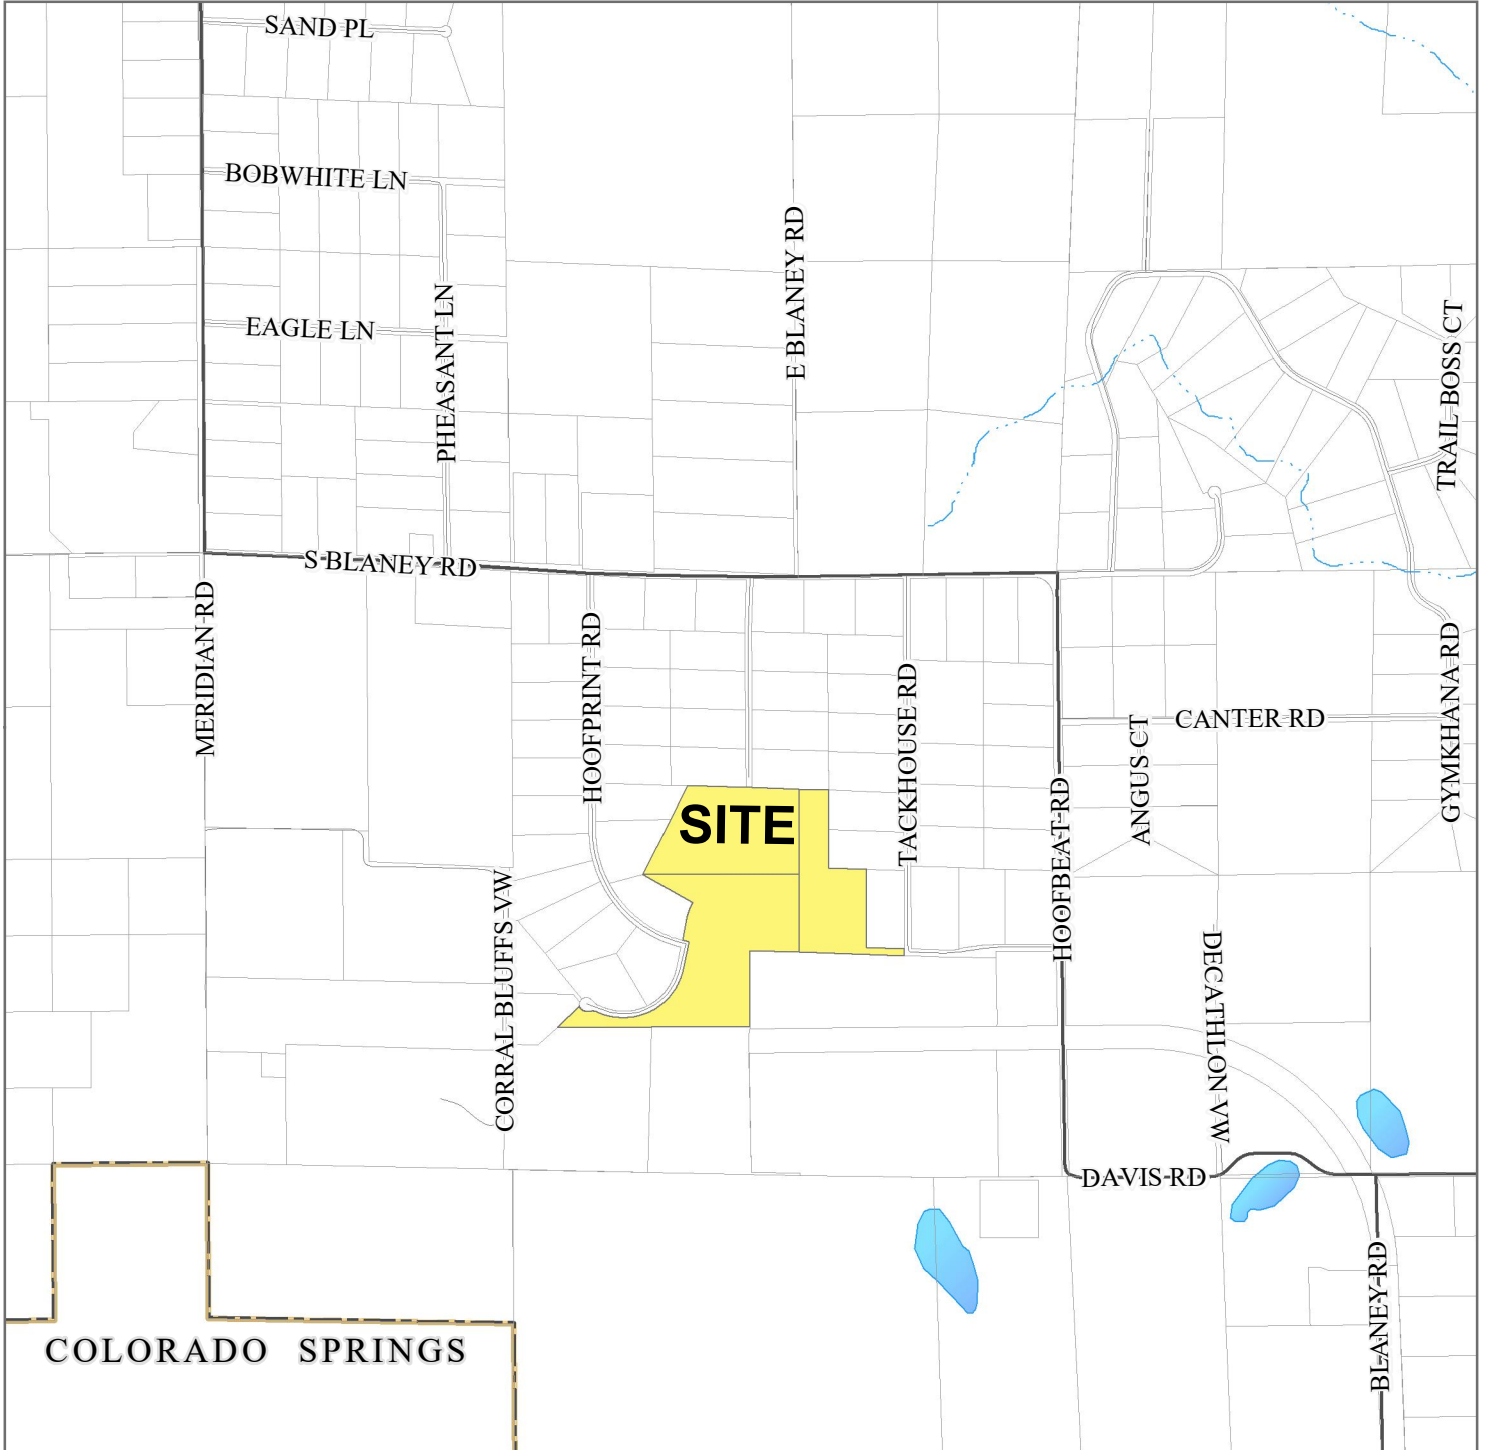 SAND PL
BOBWHITE LN
E BLANEY RD
EAGLE LN
PHEASANT LN
TRAIL BOSS CT
S BLANEY RD
MERIDIAN RD
HOOFPRINT RD
TACKHOUSE RD
CANTER RD
ANGUS CT
GYMKHANA RD
SITE
HOOFBEAT RD
CORRAL BLUFFS VW
DECATHLON VW
DAVIS RD
BLANEY RD
COLORADO SPRINGS